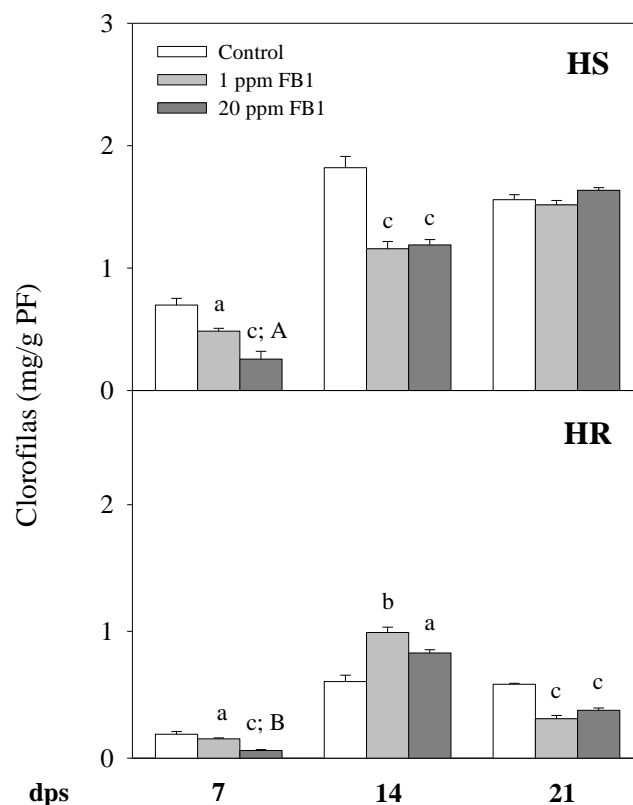 3
HS
Control
1 ppm FB1
20 ppm FB1
2
c c
1
a
c; A
0
HR
2
b
a
1
c c
a
c; B
0
dps 7 14 21
Clorofilas (mg/g PF)